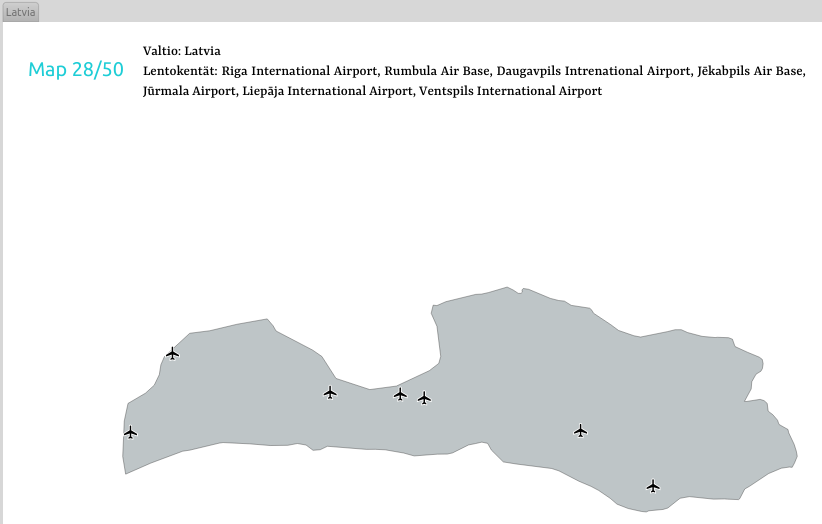 Latvia
Map 28/50
Valtio: Latvia
Lentokentät: Riga International Airport, Rumbula Air Base, Daugavpils Intrenational Airport, Jēkabpils Air Base,
Jūrmala Airport, Liepāja International Airport, Ventspils International Airport